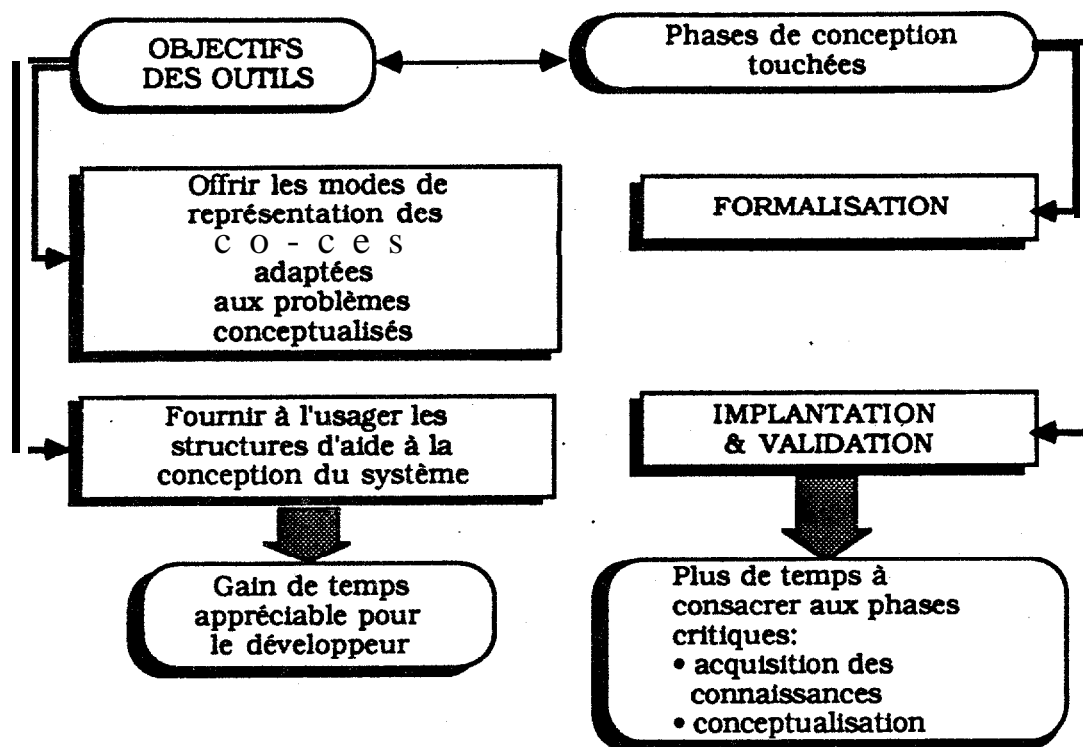 OBJECTIFS
DES OUTILS
Phases de conception
touchées
Offrir les modes de
représentation des
co-ces
adaptées
aux problèmes
conceptualisés
FORMALISATION
Fournir à l'usager les
structures d'aide à la
conception du système
IMPLANTATION
& VALIDATION
Gain de temps
appréciable pour
le développeur
Plus de temps à
consacrer aux phases
critiques:
• acquisition des
connaissances
• conceptualisation